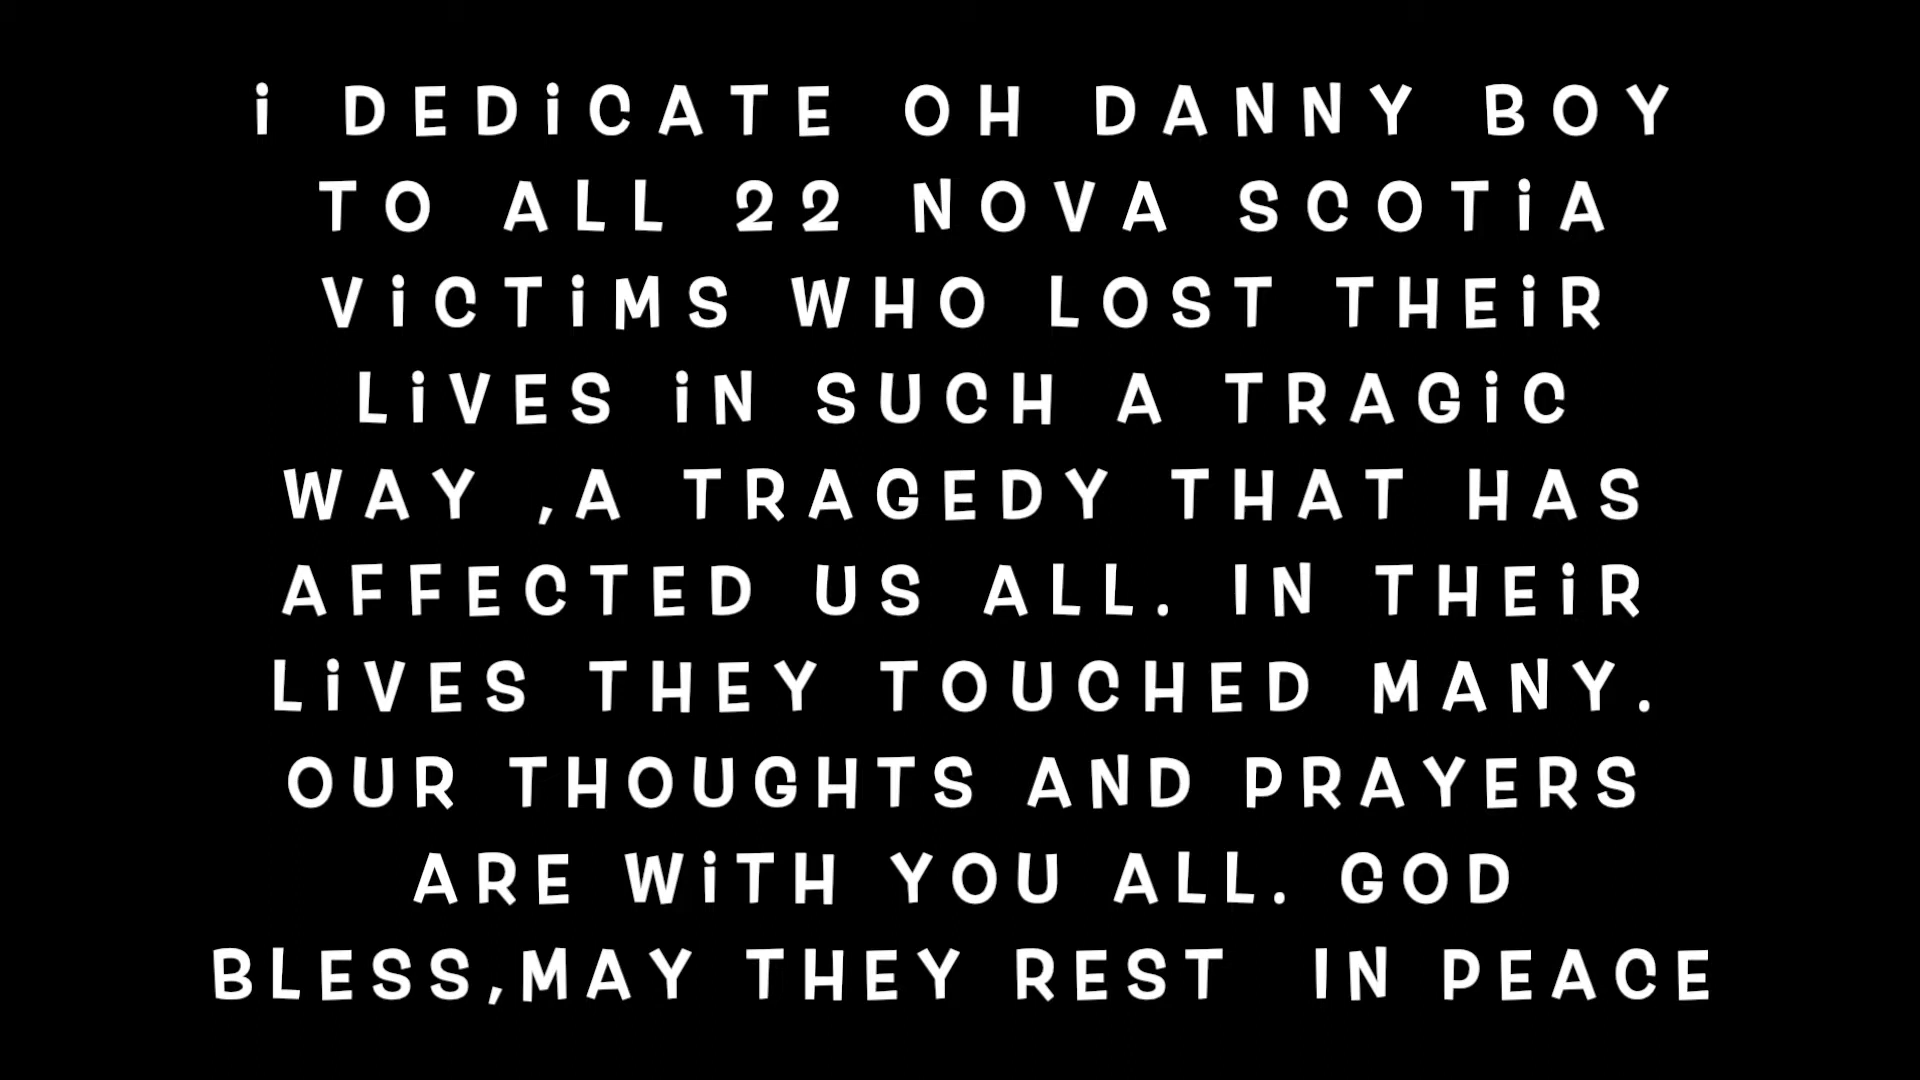 i DEDiCATE OH DANNY BOY
TO ALL 22 NOVA SCOTiA
ViCTiMS WHO LOST THEiR
LiVES iN SUCH A TRAGiC
WAY ,A TRAGEDY THAT HAS
AFFECTED US ALL. IN THEiR
LiVES THEY TOUCHED MANY.
OUR THOUGHTS AND PRAYERS
ARE WiTH YOU ALL. GOD
BLESS,MAY THEY REST  IN PEACE